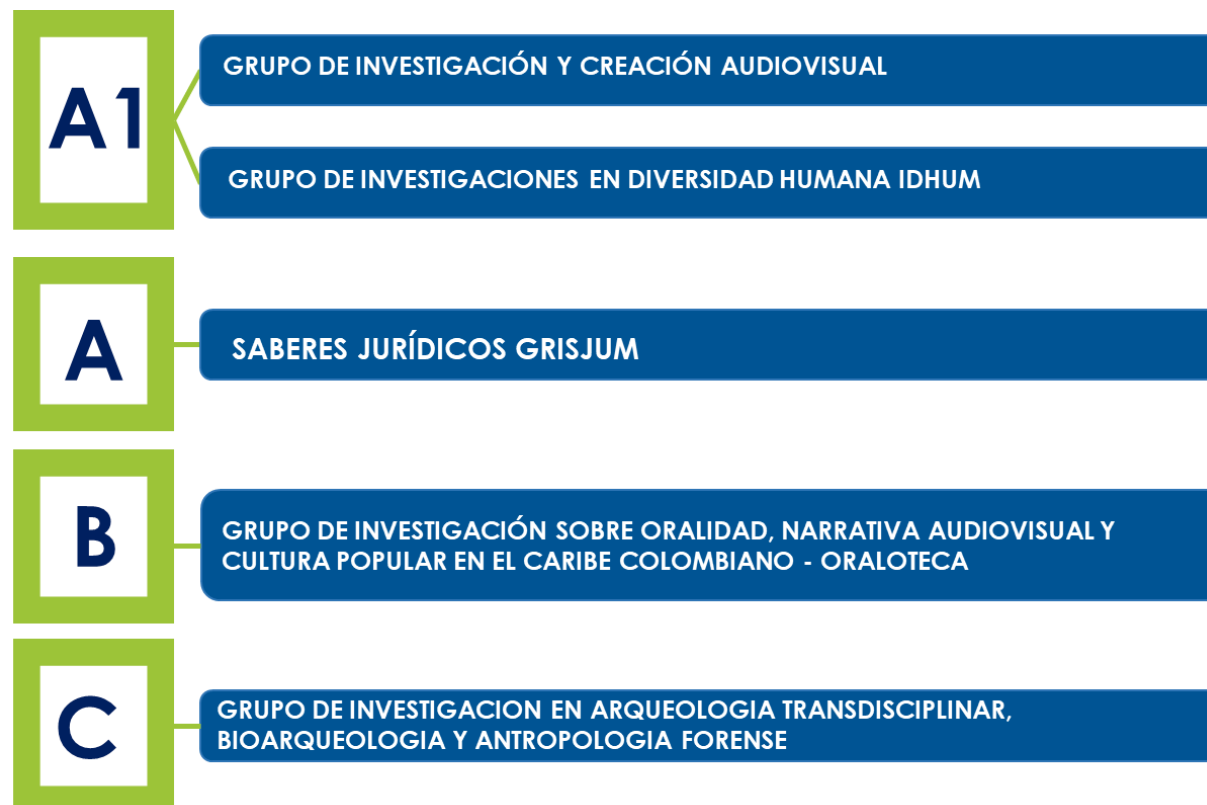 A1
GRUPO DE INVESTIGACIÓN Y CREACIÓN AUDIOVISUAL
GRUPO DE INVESTIGACIONES EN DIVERSIDAD HUMANA IDHUM
A
SABERES JURÍDICOS GRISJUM
B
GRUPO DE INVESTIGACIÓN SOBRE ORALIDAD, NARRATIVA AUDIOVISUAL Y
CULTURA POPULAR EN EL CARIBE COLOMBIANO - ORALOTECA
C
GRUPO DE INVESTIGACION EN ARQUEOLOGIA TRANSDISCIPLINAR,
BIOARQUEOLOGIA Y ANTROPOLOGIA FORENSE